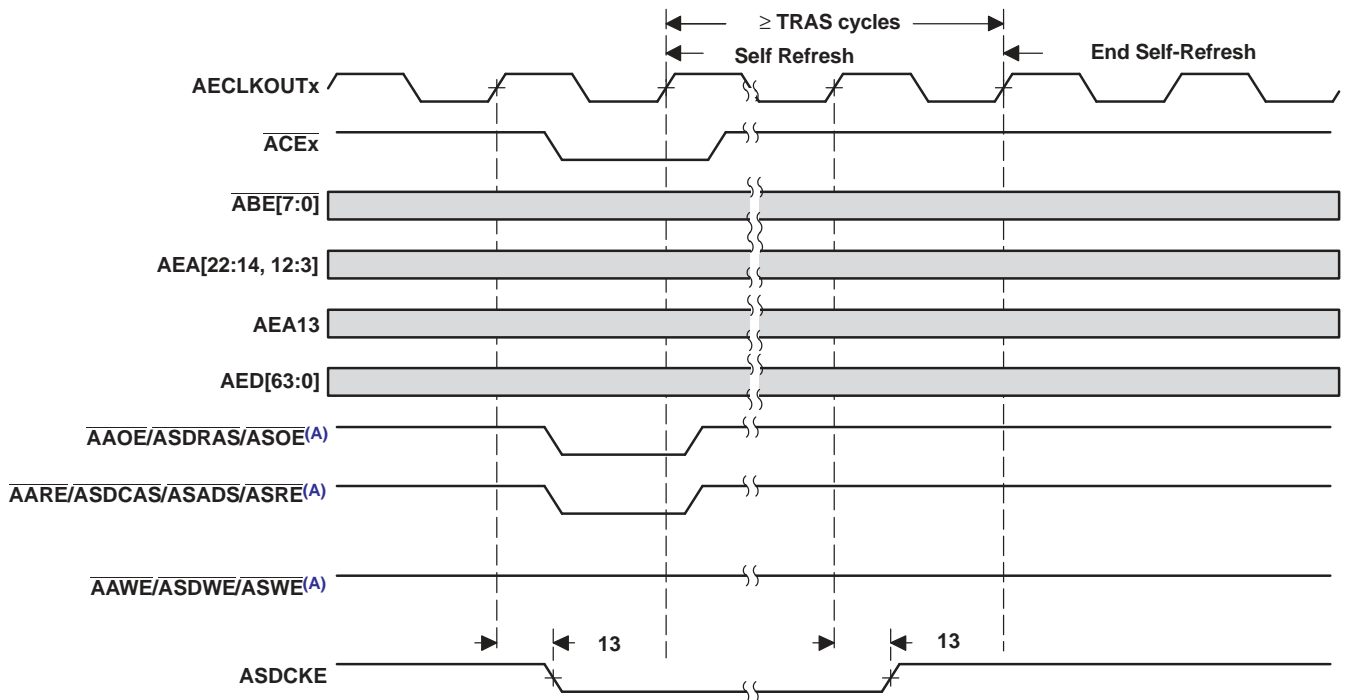 ≥ TRAS cycles
Self Refresh
End Self-Refresh
AECLKOUTx
ACEx
ABE[7:0]
AEA[22:14, 12:3]
AEA13
AED[63:0]
AAOE/ASDRAS/ASOE(A)
AARE/ASDCAS/ASADS/ASRE(A)
AAWE/ASDWE/ASWE(A)
13
13
ASDCKE